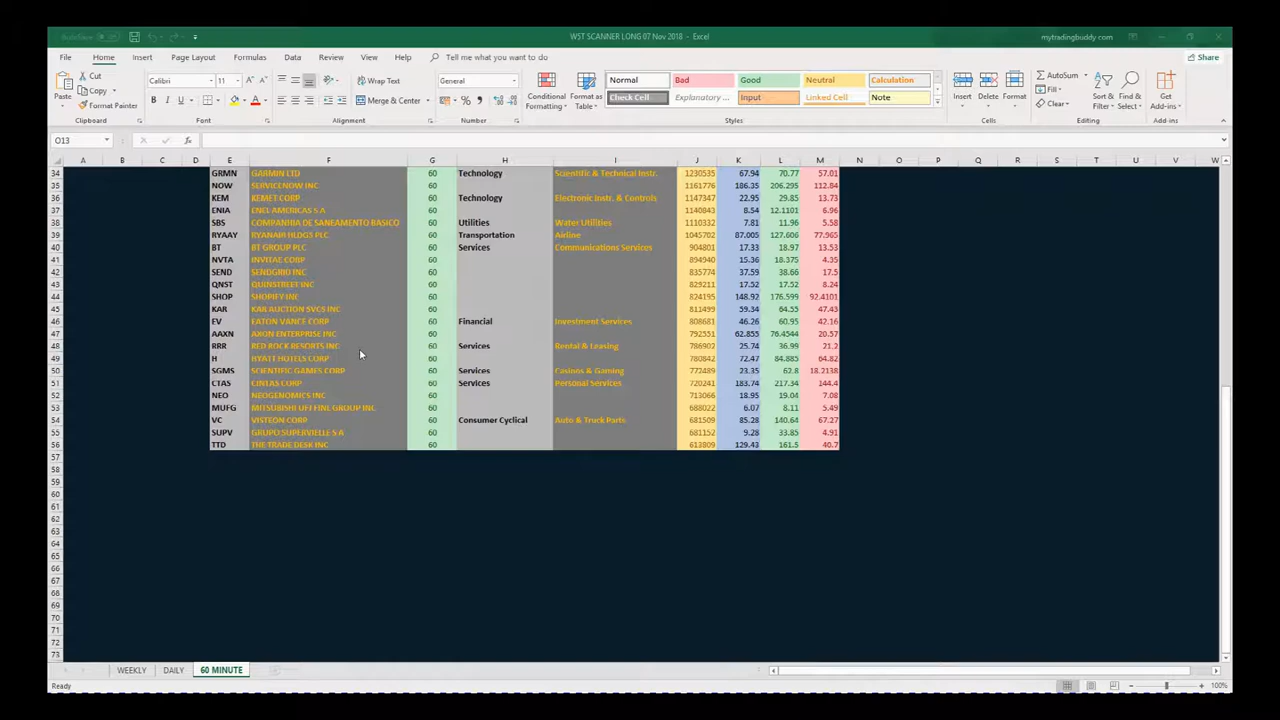 AutoSave WST SCANNER LONG 07 Nov 2018 - Excel mytradingbuddy.com
File Home Insert Page Layout Formulas Data Review View Help Tell me what you want to do Share
Paste Cut Copy Format Painter Clipboard
Calibri 11 B I U Font
Wrap Text Merge & Center Alignment
General $ % , Number
Conditional Formatting Format as Table
Normal Bad Good Neutral Calculation
Check Cell Explanatory ... Input Linked Cell Note
Styles
Insert Delete Format Cells
AutoSum Fill Clear Sort & Filter Find & Select Editing
Get Add-ins Add-ins
O13 fx
A B C D E F G H I J K L M N O P Q R S T U V W
34 GRMN GARMIN LTD 60 Technology Scientific & Technical Instr. 1230535 67.94 70.77 57.01
35 NOW SERVICENOW INC 60 1161776 186.35 206.295 112.84
36 KEM KEMET CORP 60 Technology Electronic Instr. & Controls 1147347 22.95 29.85 13.73
37 ENIA ENEL AMERICAS S A 60 1140843 8.54 12.1101 6.96
38 SBS COMPANHIA DE SANEAMENTO BASICO 60 Utilities Water Utilities 1110332 7.81 11.96 5.58
39 RYAAY RYANAIR HLDGS PLC 60 Transportation Airline 1045702 87.005 127.606 77.965
40 BT BT GROUP PLC 60 Services Communications Services 904801 17.33 18.97 13.53
41 NVTA INVITAE CORP 60 894940 15.36 18.375 4.35
42 SEND SENDGRID INC 60 835774 37.59 38.66 17.5
43 QNST QUINSTREET INC 60 829211 17.52 17.52 8.24
44 SHOP SHOPIFY INC 60 824195 148.92 176.599 92.4101
45 KAR KAR AUCTION SVCS INC 60 811499 59.34 64.55 47.43
46 EV EATON VANCE CORP 60 Financial Investment Services 808681 46.26 60.95 42.16
47 AAXN AXON ENTERPRISE INC 60 792551 62.855 76.4544 20.57
48 RRR RED ROCK RESORTS INC 60 Services Rental & Leasing 786902 25.74 36.99 21.2
49 H HYATT HOTELS CORP 60 780842 72.47 84.885 64.82
50 SGMS SCIENTIFIC GAMES CORP 60 Services Casinos & Gaming 772489 23.35 62.8 18.2138
51 CTAS CINTAS CORP 60 Services Personal Services 720241 183.74 217.34 144.4
52 NEO NEOGENOMICS INC 60 713066 18.95 19.04 7.08
53 MUFG MITSUBISHI UFJ FINE GROUP INC 60 688022 6.07 8.11 5.49
54 VC VISTEON CORP 60 Consumer Cyclical Auto & Truck Parts 681509 85.28 140.64 67.27
55 SUPV GRUPO SUPERVIELLE S A 60 681152 9.28 33.85 4.91
56 TTD THE TRADE DESK INC 60 613809 129.43 161.5 40.7
57
58
59
60
61
62
63
64
65
66
67
68
69
70
71
72
73
WEEKLY DAILY 60 MINUTE
Ready 100%